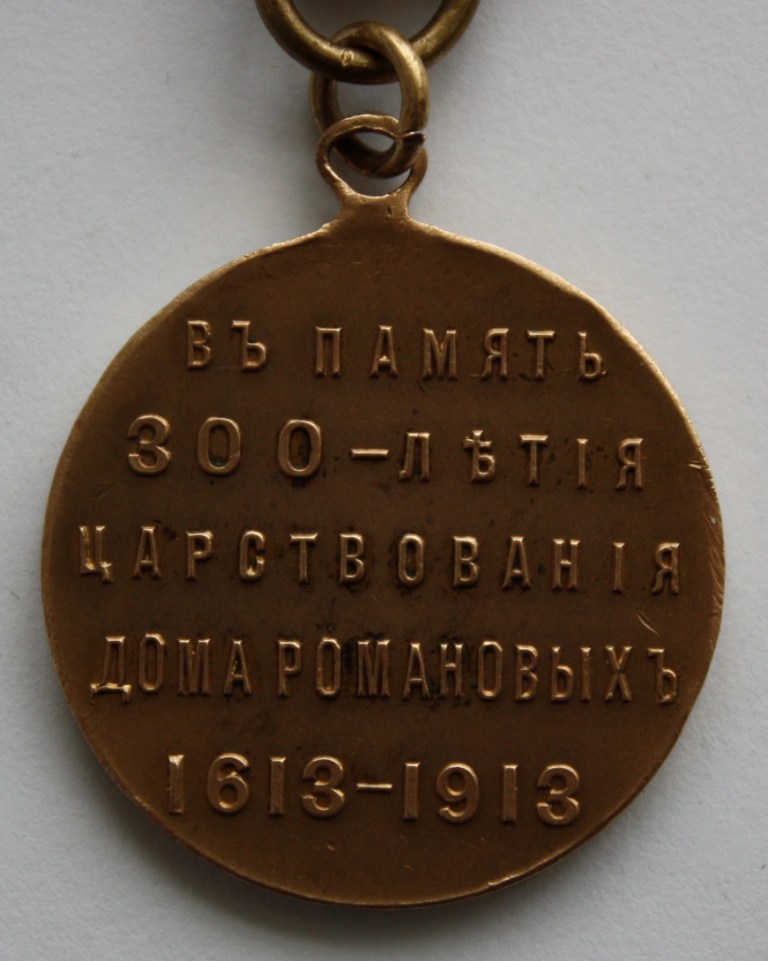 ВЪ ПАМЯТЬ
300-ЛѢТІЯ
ЦАРСТВОВАНІЯ
ДОМА РОМАНОВЫХЪ
1613-1913